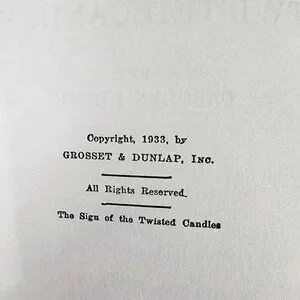 Copyright, 1933, by
GROSSET & DUNLAP, INC.
All Rights Reserved.
The Sign of the Twisted Candles